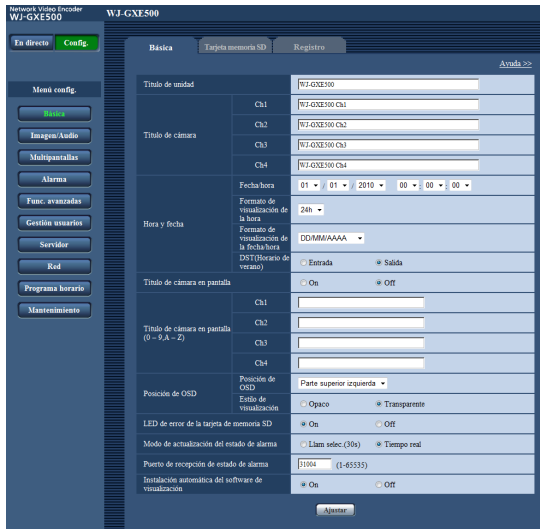 Network Video Encoder
WJ-GXE500
WJ-GXE500
En directo
Config.
Básica
Tarjeta memoria SD
Registro
Ayuda >>
Menú config.
Básica
Imagen/Audio
Multipantallas
Alarma
Func. avanzadas
Gestión usuarios
Servidor
Red
Programa horario
Mantenimiento
Título de unidad
WJ-GXE500
Título de cámara
Ch1
WJ-GXE500 Ch1
Ch2
WJ-GXE500 Ch2
Ch3
WJ-GXE500 Ch3
Ch4
WJ-GXE500 Ch4
Hora y fecha
Fecha/hora
01 / 01 / 2010 00 : 00 : 00
Formato de
visualización de
la hora
24h
Formato de
visualización de
la fecha/hora
DD/MM/AAAA
DST(Horario de
verano)
Entrada
Salida
Título de cámara en pantalla
On
Off
Título de cámara en pantalla
(0 – 9,A – Z)
Ch1
Ch2
Ch3
Ch4
Posición de OSD
Posición de
OSD
Parte superior izquierda
Estilo de
visualización
Opaco
Transparente
LED de error de la tarjeta de
memoria SD
On
Off
Modo de actualización del estado de alarma
Llam selec.(30s)
Tiempo real
Puerto de recepción de estado de alarma
31004
(1-65535)
Instalación automática del software de
visualización
On
Off
Ajustar